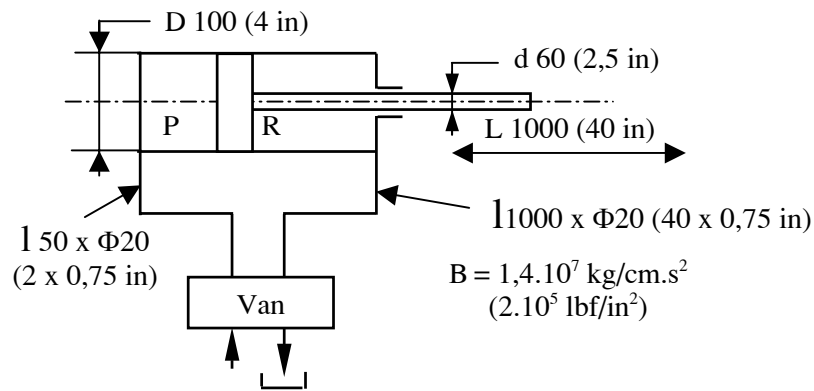 D 100 (4 in)
d 60 (2,5 in)
P
R
L 1000 (40 in)
l 50 x Φ20
(2 x 0,75 in)
l1000 x Φ20 (40 x 0,75 in)
B = 1,4.10⁷ kg/cm.s²
(2.10⁵ lbf/in²)
Van